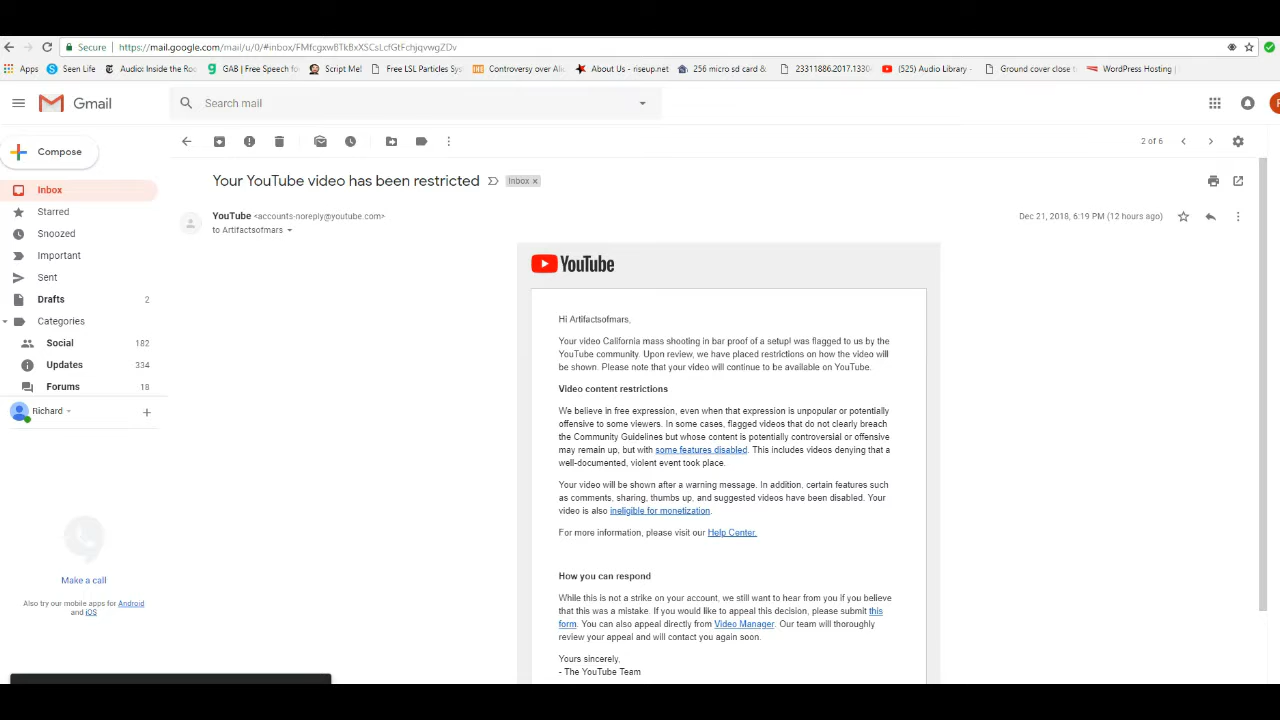 Secure https://mail.google.com/mail/u/0/#inbox/FMfcgxwBTkBxXSCsLcfGtFchjqvwgZDv
Apps Seen Life Audio: Inside the Roo GAB | Free Speech fo Script Me! Free LSL Particles Sys Controversy over Alle About Us - riseup.net 256 micro sd card & 23311886.2017.1330 (525) Audio Library - Ground cover close t WordPress Hosting |
Gmail
Search mail
Compose
2 of 6
Your YouTube video has been restricted Inbox x
Inbox
Starred
Snoozed
Important
Sent
Drafts 2
Categories
Social 182
Updates 334
Forums 18
Richard
Make a call
Also try our mobile apps for Android
and iOS
YouTube <accounts-noreply@youtube.com>
Dec 21, 2018, 6:19 PM (12 hours ago)
to Artifactsofmars
YouTube
Hi Artifactsofmars,
Your video California mass shooting in bar proof of a setup! was flagged to us by the
YouTube community. Upon review, we have placed restrictions on how the video will
be shown. Please note that your video will continue to be available on YouTube.
Video content restrictions
We believe in free expression, even when that expression is unpopular or potentially
offensive to some viewers. In some cases, flagged videos that do not clearly breach
the Community Guidelines but whose content is potentially controversial or offensive
may remain up, but with some features disabled. This includes videos denying that a
well-documented, violent event took place.
Your video will be shown after a warning message. In addition, certain features such
as comments, sharing, thumbs up, and suggested videos have been disabled. Your
video is also ineligible for monetization.
For more information, please visit our Help Center.
How you can respond
While this is not a strike on your account, we still want to hear from you if you believe
that this was a mistake. If you would like to appeal this decision, please submit this
form. You can also appeal directly from Video Manager. Our team will thoroughly
review your appeal and will contact you again soon.
Yours sincerely,
- The YouTube Team